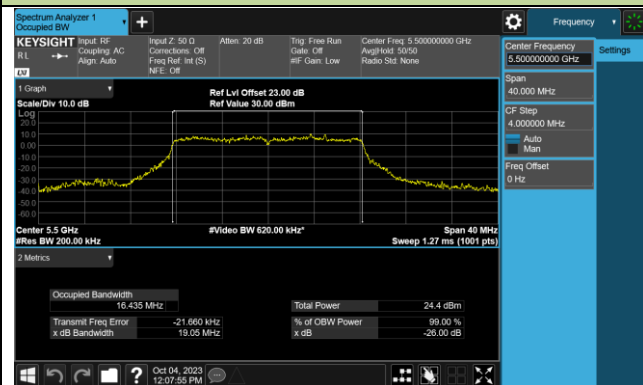 Spectrum Analyzer 1
Occupied BW
Frequency
KEYSIGHT
RL
Input: RF
Coupling: AC
Align: Auto
Input Z: 50 Ω
Corrections: Off
Freq Ref: Int (S)
NFE: Off
Atten: 20 dB
Trig: Free Run
Gate: Off
#IF Gain: Low
Center Freq: 5.500000000 GHz
Avg|Hold: 50/50
Radio Std: None
LXI
Center Frequency
5.500000000 GHz
Settings
Span
40.000 MHz
CF Step
4.000000 MHz
Auto
Man
Freq Offset
0 Hz
1 Graph
Scale/Div 10.0 dB
Ref Lvl Offset 23.00 dB
Ref Value 30.00 dBm
Log
20.0
10.0
0.00
-10.0
-20.0
-30.0
-40.0
-50.0
-60.0
Center 5.5 GHz
#Res BW 200.00 kHz
#Video BW 620.00 kHz*
Span 40 MHz
Sweep 1.27 ms (1001 pts)
2 Metrics
Occupied Bandwidth
16.435 MHz
Total Power 24.4 dBm
Transmit Freq Error -21.660 kHz
% of OBW Power 99.00 %
x dB Bandwidth 19.05 MHz
x dB -26.00 dB
Oct 04, 2023
12:07:55 PM